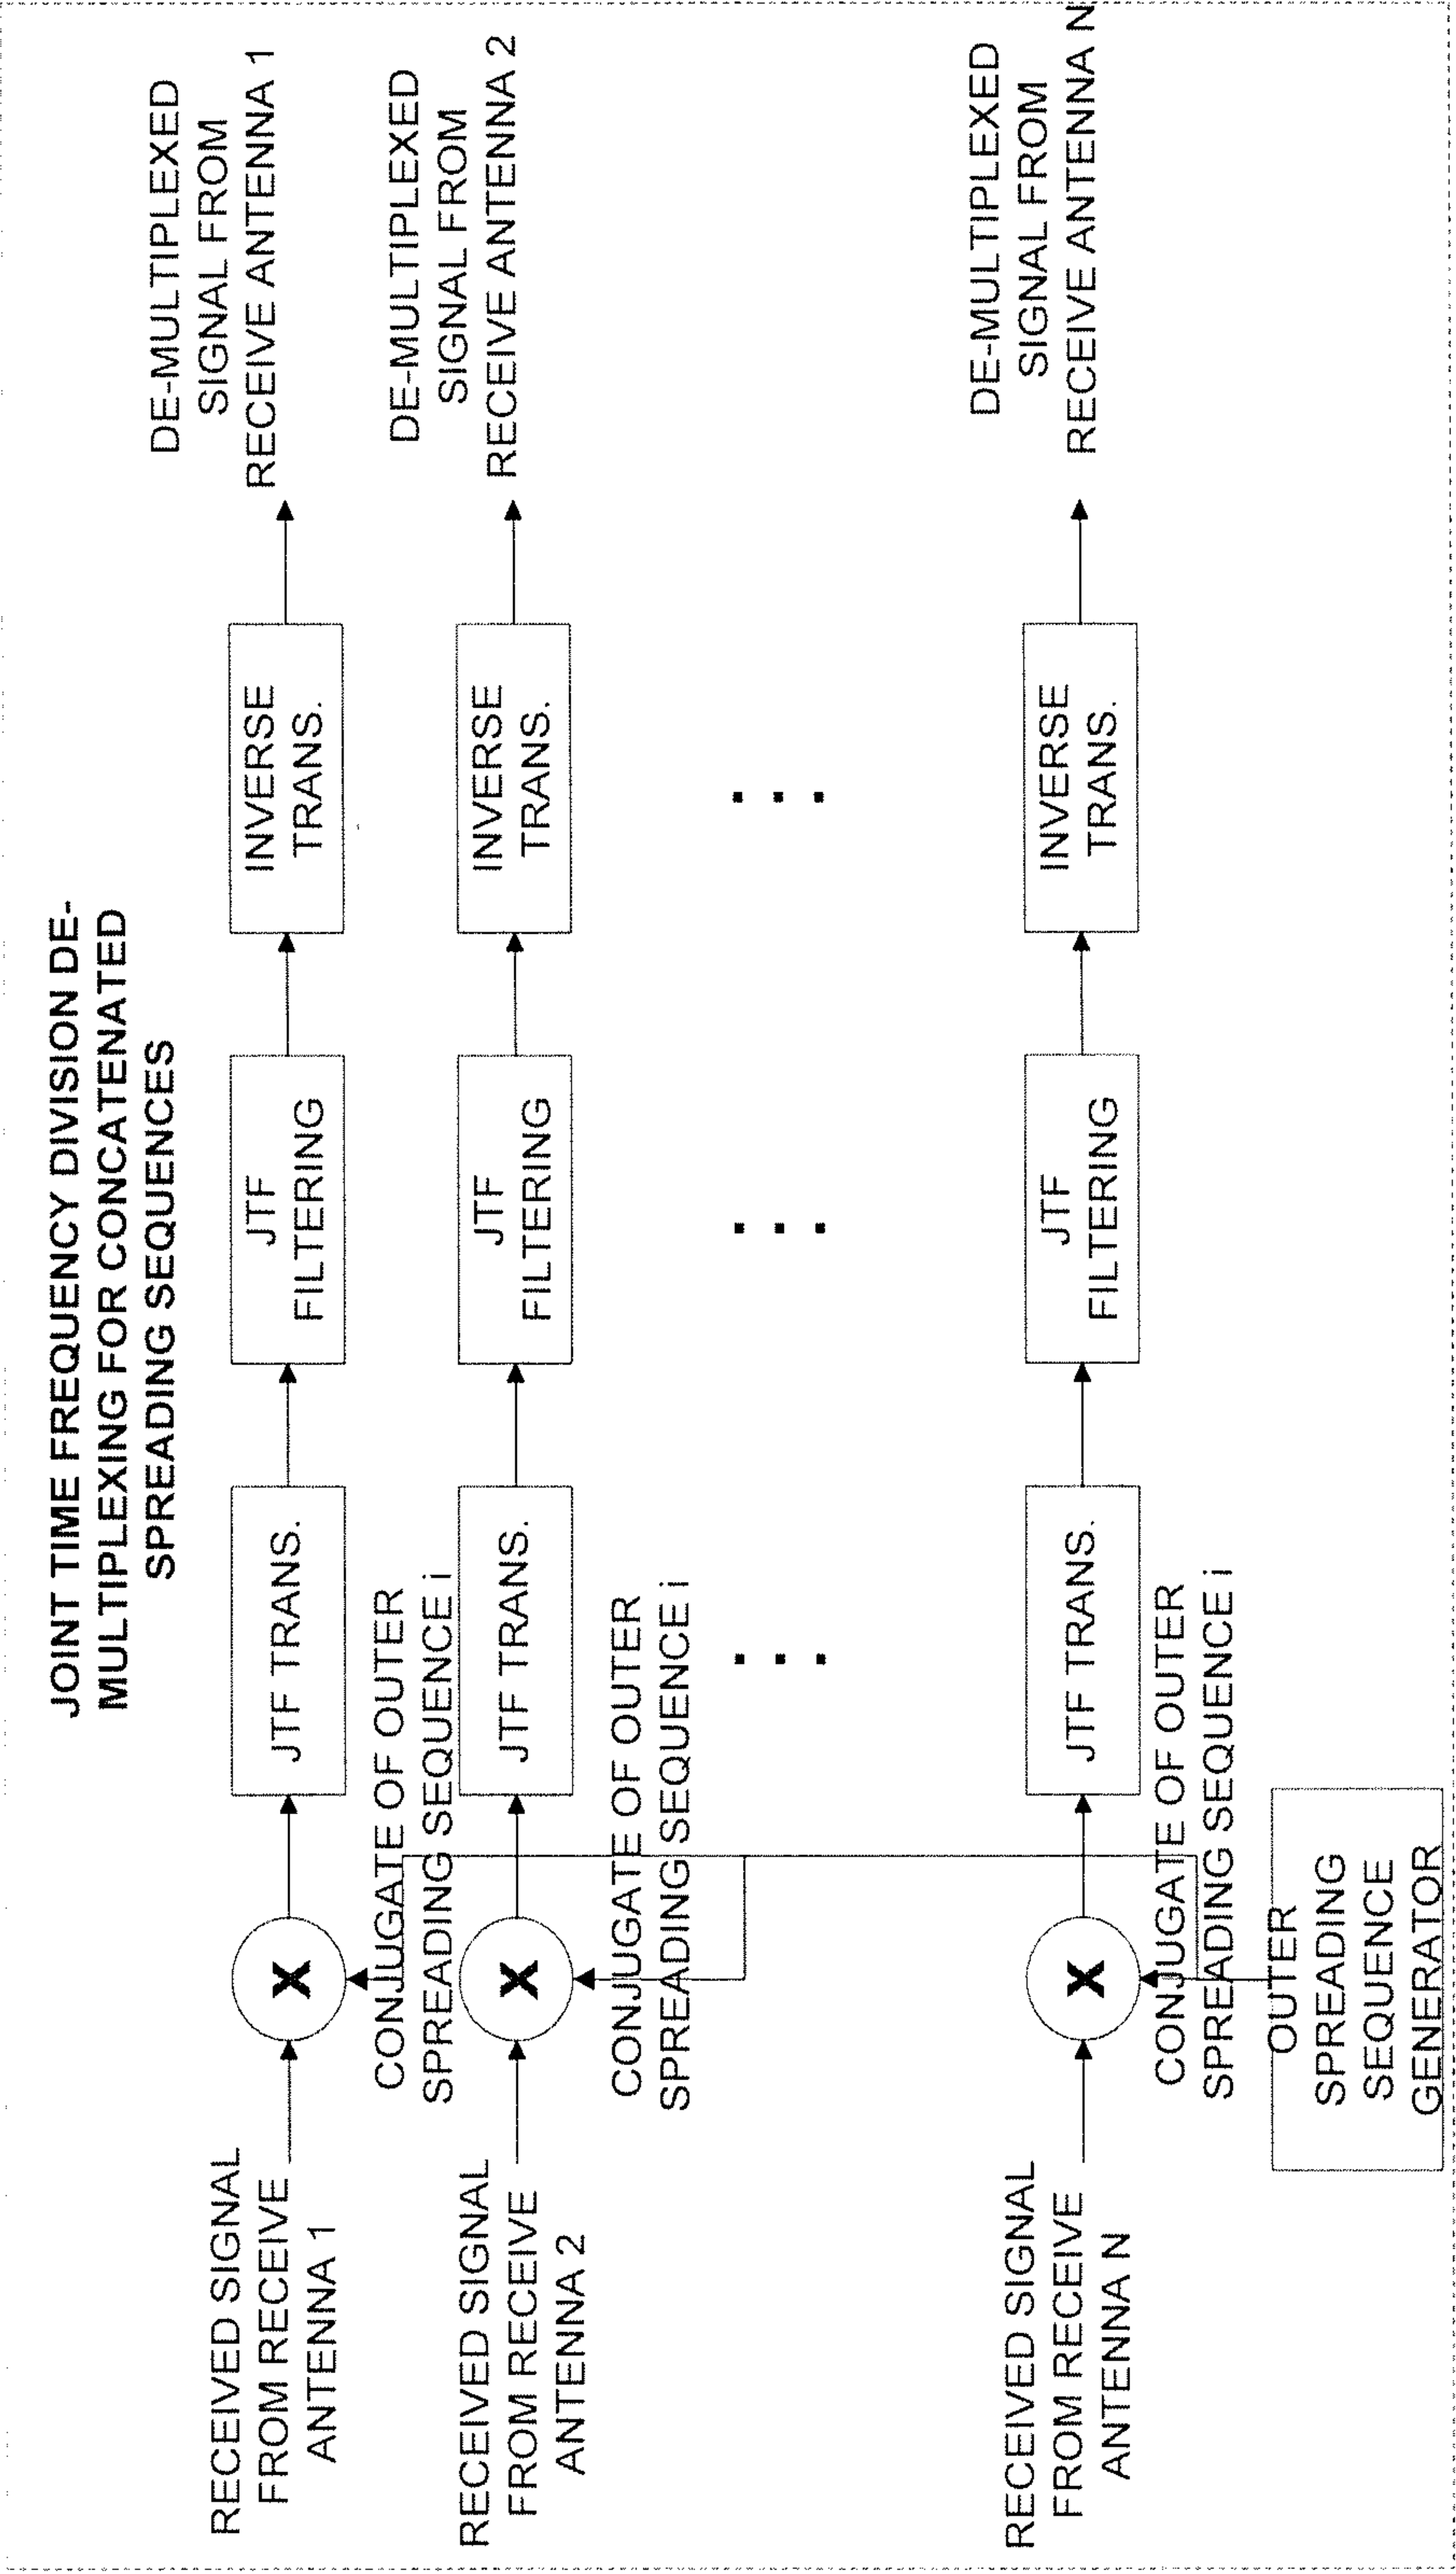 JOINT TIME FREQUENCY DIVISION DE-
MULTIPLEXING FOR CONCATENATED
SPREADING SEQUENCES
RECEIVED SIGNAL
FROM RECEIVE
ANTENNA 1
X
JTF TRANS.
JTF
FILTERING
INVERSE
TRANS.
DE-MULTIPLEXED
SIGNAL FROM
RECEIVE ANTENNA 1
CONJUGATE OF OUTER
SPREADING SEQUENCE i
RECEIVED SIGNAL
FROM RECEIVE
ANTENNA 2
X
JTF TRANS.
JTF
FILTERING
INVERSE
TRANS.
DE-MULTIPLEXED
SIGNAL FROM
RECEIVE ANTENNA 2
CONJUGATE OF OUTER
SPREADING SEQUENCE i
. . .
. . .
. . .
RECEIVED SIGNAL
FROM RECEIVE
ANTENNA N
X
JTF TRANS.
JTF
FILTERING
INVERSE
TRANS.
DE-MULTIPLEXED
SIGNAL FROM
RECEIVE ANTENNA N
CONJUGATE OF OUTER
SPREADING SEQUENCE i
OUTER
SPREADING
SEQUENCE
GENERATOR